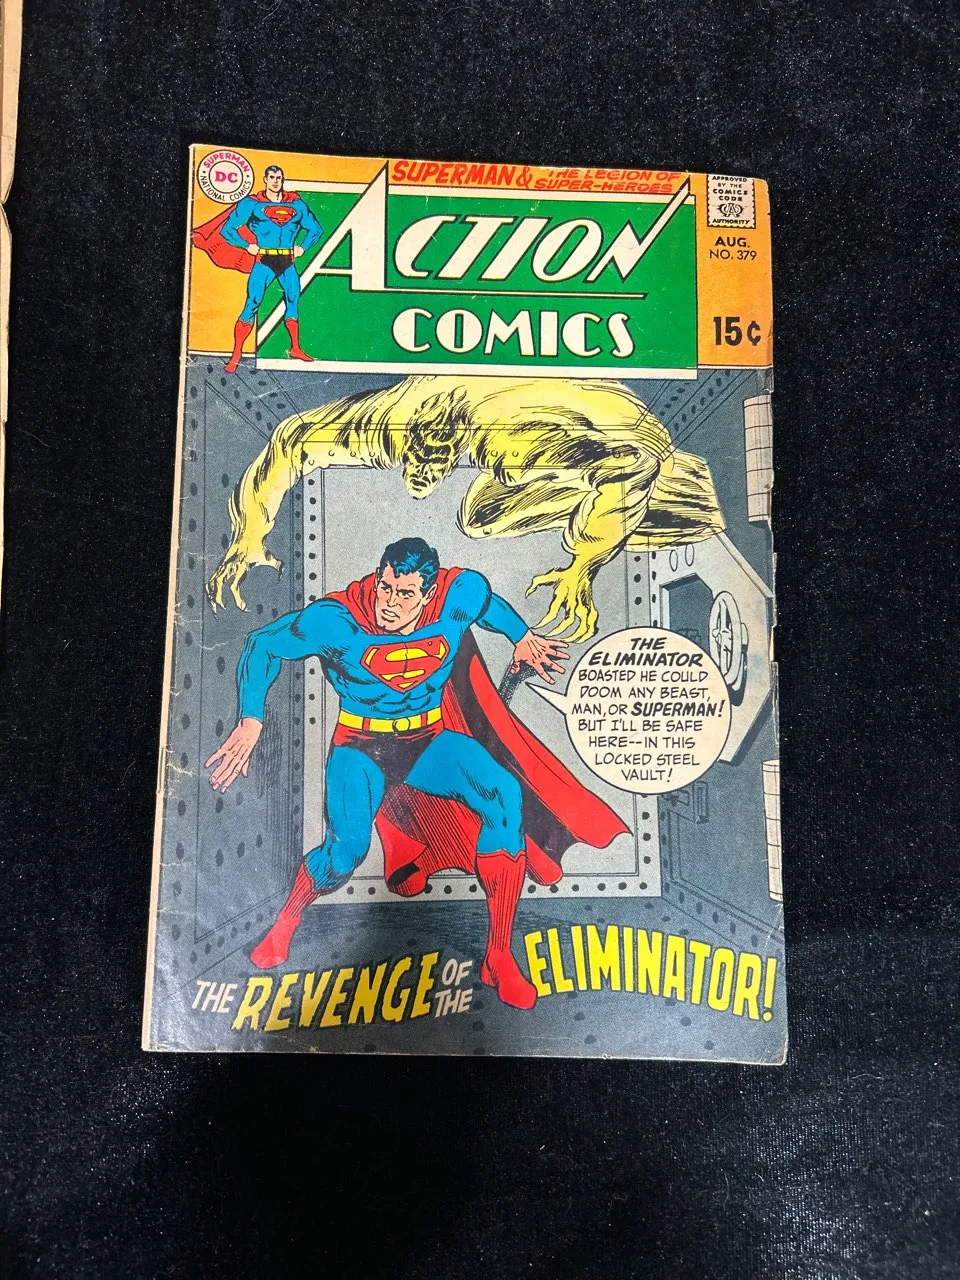 SUPERMAN
DC
NATIONAL COMICS
SUPERMAN & THE LEGION OF
SUPER-HEROES
APPROVED
BY THE
COMICS
CODE
CA
AUTHORITY
ACTION
COMICS
AUG.
NO. 379
15¢
S
THE
ELIMINATOR
BOASTED HE COULD
DOOM ANY BEAST,
MAN, OR SUPERMAN!
BUT I'LL BE SAFE
HERE--IN THIS
LOCKED STEEL
VAULT!
THE REVENGE OF THE ELIMINATOR!